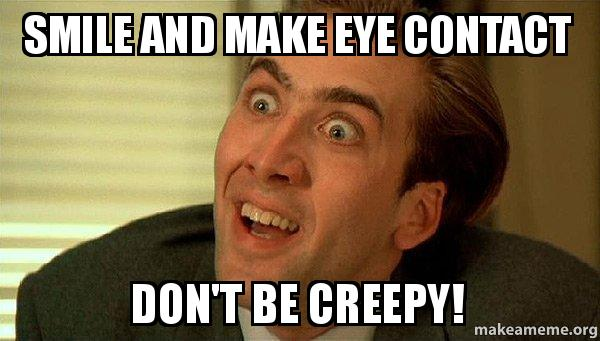 SMILE AND MAKE EYE CONTACT
DON'T BE CREEPY!
makeameme.org